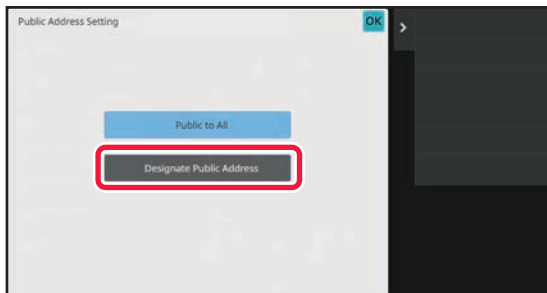 Public Address Setting
OK
Public to All
Designate Public Address